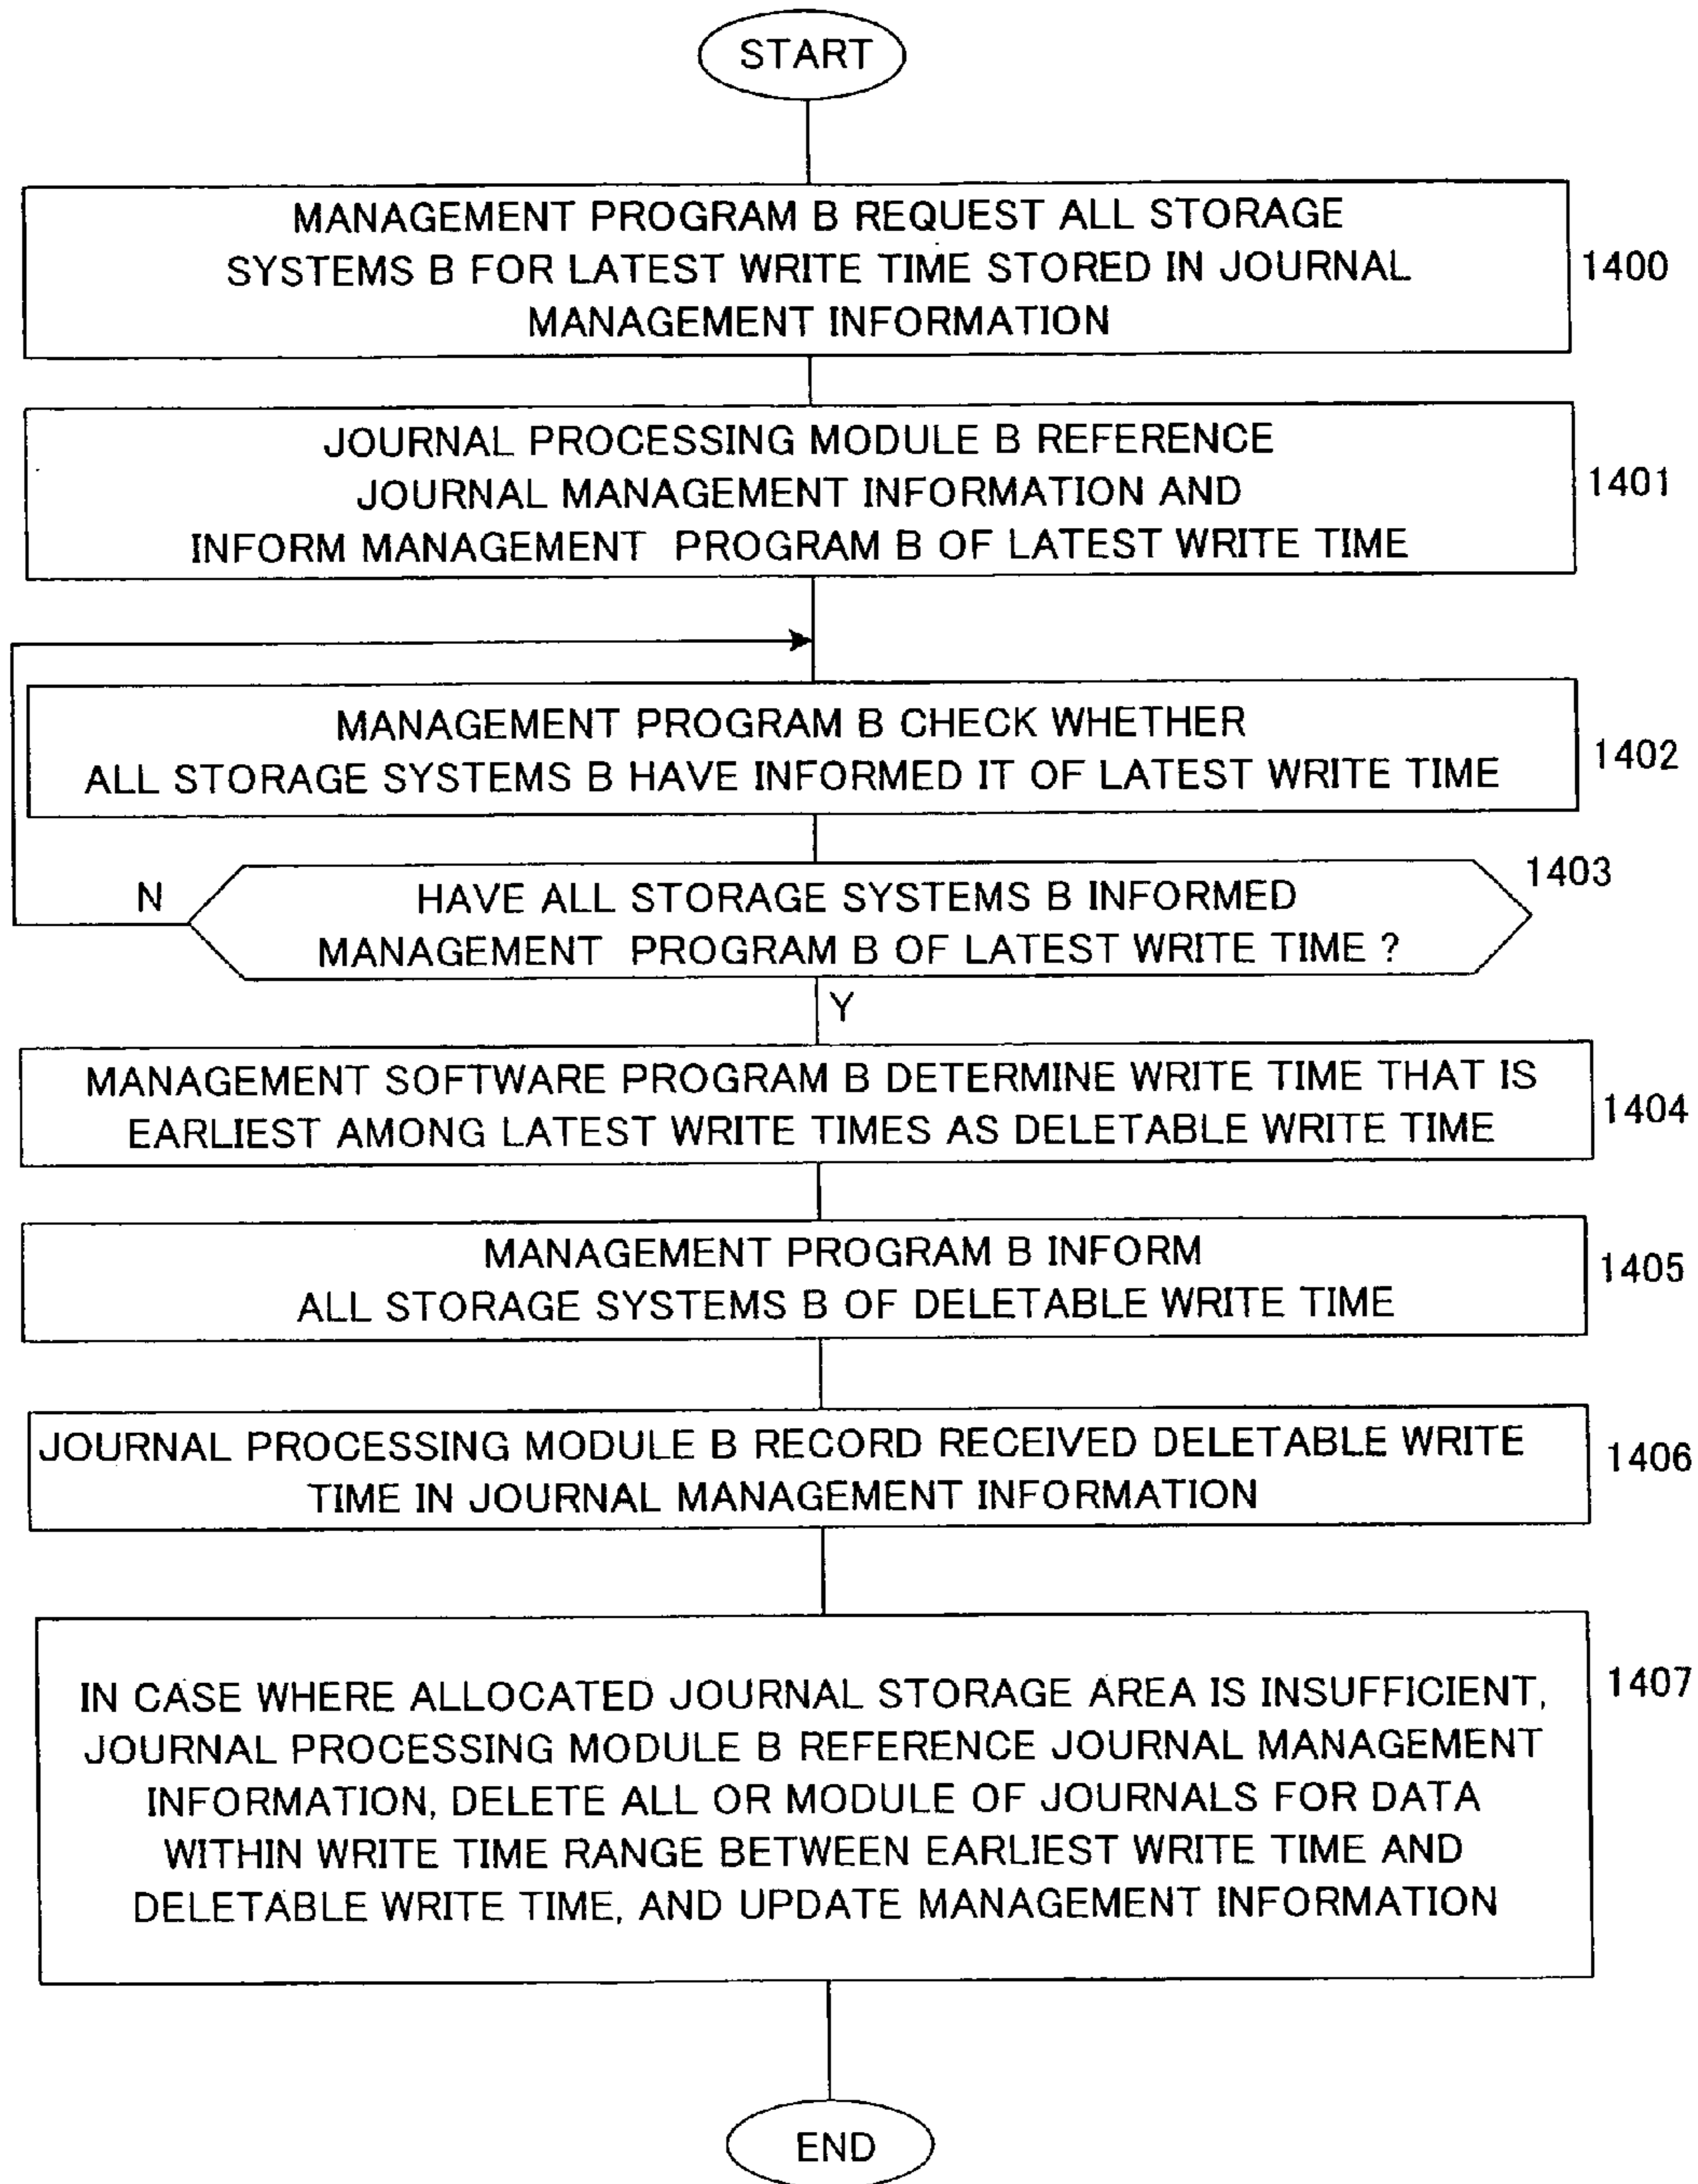 START
MANAGEMENT PROGRAM B REQUEST ALL STORAGE
SYSTEMS B FOR LATEST WRITE TIME STORED IN JOURNAL
MANAGEMENT INFORMATION
1400
JOURNAL PROCESSING MODULE B REFERENCE
JOURNAL MANAGEMENT INFORMATION AND
INFORM MANAGEMENT PROGRAM B OF LATEST WRITE TIME
1401
MANAGEMENT PROGRAM B CHECK WHETHER
ALL STORAGE SYSTEMS B HAVE INFORMED IT OF LATEST WRITE TIME
1402
N
HAVE ALL STORAGE SYSTEMS B INFORMED
MANAGEMENT PROGRAM B OF LATEST WRITE TIME ?
1403
Y
MANAGEMENT SOFTWARE PROGRAM B DETERMINE WRITE TIME THAT IS
EARLIEST AMONG LATEST WRITE TIMES AS DELETABLE WRITE TIME
1404
MANAGEMENT PROGRAM B INFORM
ALL STORAGE SYSTEMS B OF DELETABLE WRITE TIME
1405
JOURNAL PROCESSING MODULE B RECORD RECEIVED DELETABLE WRITE
TIME IN JOURNAL MANAGEMENT INFORMATION
1406
IN CASE WHERE ALLOCATED JOURNAL STORAGE AREA IS INSUFFICIENT,
JOURNAL PROCESSING MODULE B REFERENCE JOURNAL MANAGEMENT
INFORMATION, DELETE ALL OR MODULE OF JOURNALS FOR DATA
WITHIN WRITE TIME RANGE BETWEEN EARLIEST WRITE TIME AND
DELETABLE WRITE TIME, AND UPDATE MANAGEMENT INFORMATION
1407
END